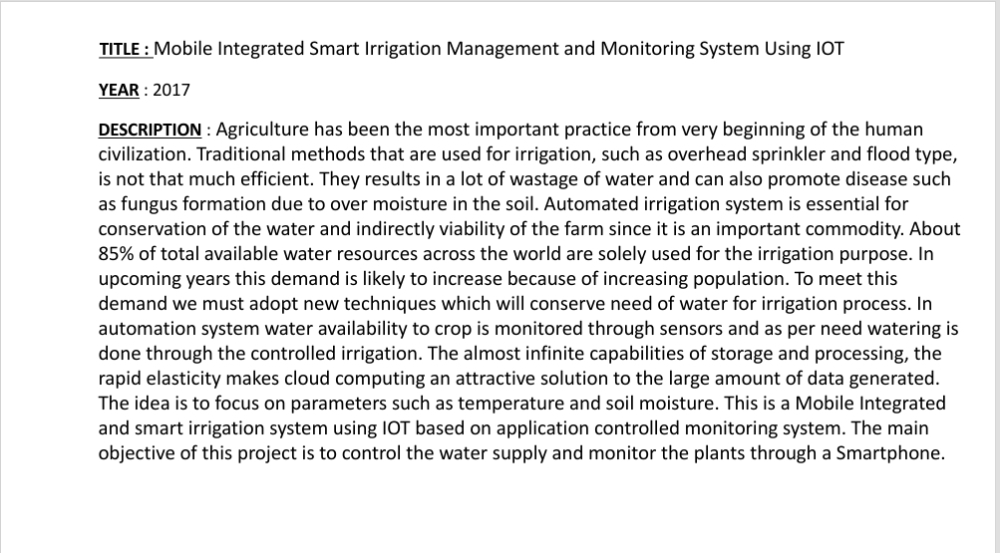 TITLE : Mobile Integrated Smart Irrigation Management and Monitoring System Using IOT
YEAR : 2017
DESCRIPTION : Agriculture has been the most important practice from very beginning of the human
civilization. Traditional methods that are used for irrigation, such as overhead sprinkler and flood type,
is not that much efficient. They results in a lot of wastage of water and can also promote disease such
as fungus formation due to over moisture in the soil. Automated irrigation system is essential for
conservation of the water and indirectly viability of the farm since it is an important commodity. About
85% of total available water resources across the world are solely used for the irrigation purpose. In
upcoming years this demand is likely to increase because of increasing population. To meet this
demand we must adopt new techniques which will conserve need of water for irrigation process. In
automation system water availability to crop is monitored through sensors and as per need watering is
done through the controlled irrigation. The almost infinite capabilities of storage and processing, the
rapid elasticity makes cloud computing an attractive solution to the large amount of data generated.
The idea is to focus on parameters such as temperature and soil moisture. This is a Mobile Integrated
and smart irrigation system using IOT based on application controlled monitoring system. The main
objective of this project is to control the water supply and monitor the plants through a Smartphone.